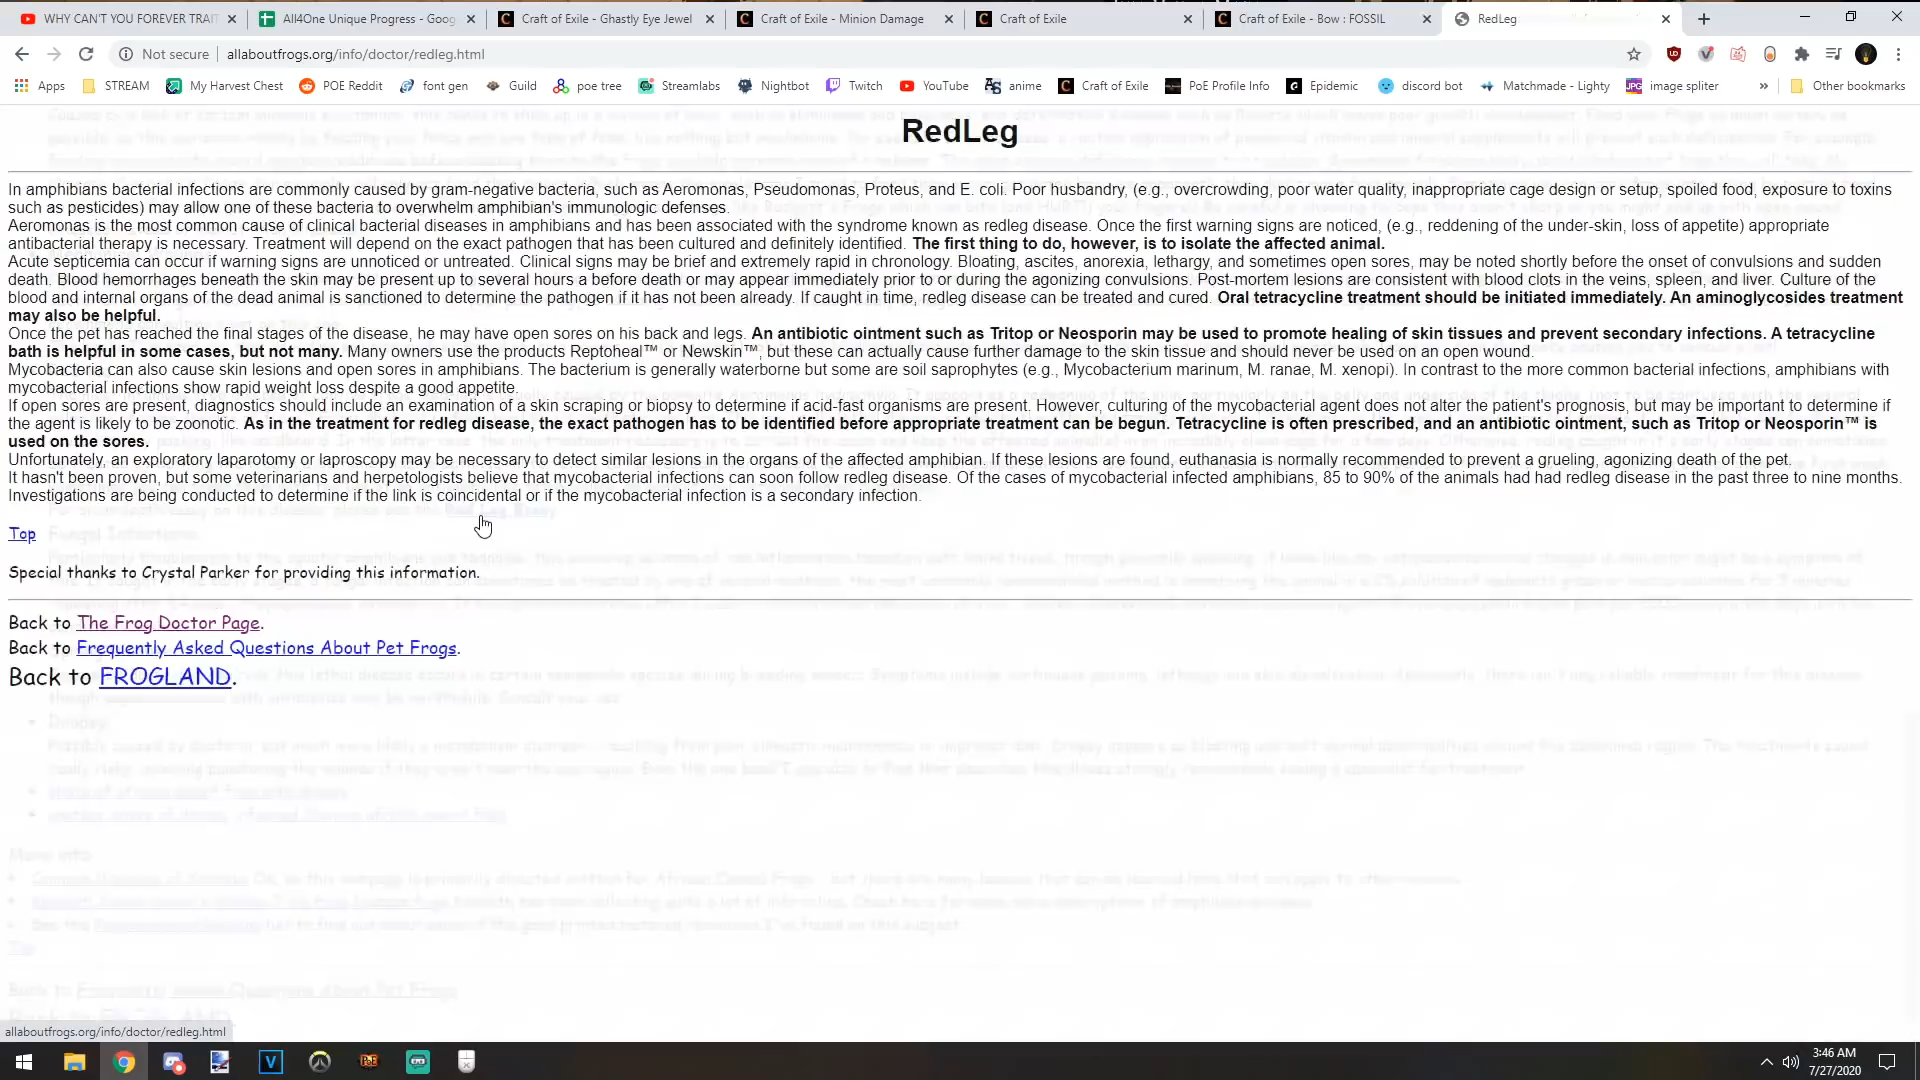 WHY CAN'T YOU FOREVER TRAI
All4One Unique Progress - Goog
Craft of Exile - Ghastly Eye Jewel
Craft of Exile - Minion Damage
Craft of Exile
Craft of Exile - Bow : FOSSIL
RedLeg
Not secure
allaboutfrogs.org/info/doctor/redleg.html
Apps
STREAM
My Harvest Chest
POE Reddit
font gen
Guild
poe tree
Streamlabs
Nightbot
Twitch
YouTube
anime
Craft of Exile
PoE Profile Info
Epidemic
discord bot
Matchmade - Lighty
image spliter
»
Other bookmarks
RedLeg
In amphibians bacterial infections are commonly caused by gram-negative bacteria, such as Aeromonas, Pseudomonas, Proteus, and E. coli. Poor husbandry, (e.g., overcrowding, poor water quality, inappropriate cage design or setup, spoiled food, exposure to toxins
such as pesticides) may allow one of these bacteria to overwhelm amphibian's immunologic defenses.
Aeromonas is the most common cause of clinical bacterial diseases in amphibians and has been associated with the syndrome known as redleg disease. Once the first warning signs are noticed, (e.g., reddening of the under-skin, loss of appetite) appropriate
antibacterial therapy is necessary. Treatment will depend on the exact pathogen that has been cultured and definitely identified. The first thing to do, however, is to isolate the affected animal.
Acute septicemia can occur if warning signs are unnoticed or untreated. Clinical signs may be brief and extremely rapid in chronology. Bloating, ascites, anorexia, lethargy, and sometimes open sores, may be noted shortly before the onset of convulsions and sudden
death. Blood hemorrhages beneath the skin may be present up to several hours a before death or may appear immediately prior to or during the agonizing convulsions. Post-mortem lesions are consistent with blood clots in the veins, spleen, and liver. Culture of the
blood and internal organs of the dead animal is sanctioned to determine the pathogen if it has not been already. If caught in time, redleg disease can be treated and cured. Oral tetracycline treatment should be initiated immediately. An aminoglycosides treatment
may also be helpful.
Once the pet has reached the final stages of the disease, he may have open sores on his back and legs. An antibiotic ointment such as Tritop or Neosporin may be used to promote healing of skin tissues and prevent secondary infections. A tetracycline
bath is helpful in some cases, but not many. Many owners use the products Reptoheal™ or Newskin™, but these can actually cause further damage to the skin tissue and should never be used on an open wound.
Mycobacteria can also cause skin lesions and open sores in amphibians. The bacterium is generally waterborne but some are soil saprophytes (e.g., Mycobacterium marinum, M. ranae, M. xenopi). In contrast to the more common bacterial infections, amphibians with
mycobacterial infections show rapid weight loss despite a good appetite.
If open sores are present, diagnostics should include an examination of a skin scraping or biopsy to determine if acid-fast organisms are present. However, culturing of the mycobacterial agent does not alter the patient's prognosis, but may be important to determine if
the agent is likely to be zoonotic. As in the treatment for redleg disease, the exact pathogen has to be identified before appropriate treatment can be begun. Tetracycline is often prescribed, and an antibiotic ointment, such as Tritop or Neosporin™ is
used on the sores.
Unfortunately, an exploratory laparotomy or laproscopy may be necessary to detect similar lesions in the organs of the affected amphibian. If these lesions are found, euthanasia is normally recommended to prevent a grueling, agonizing death of the pet.
It hasn't been proven, but some veterinarians and herpetologists believe that mycobacterial infections can soon follow redleg disease. Of the cases of mycobacterial infected amphibians, 85 to 90% of the animals had had redleg disease in the past three to nine months.
Investigations are being conducted to determine if the link is coincidental or if the mycobacterial infection is a secondary infection.
Top
Special thanks to Crystal Parker for providing this information.
Back to The Frog Doctor Page.
Back to Frequently Asked Questions About Pet Frogs.
Back to FROGLAND.
allaboutfrogs.org/info/doctor/redleg.html
3:46 AM
7/27/2020